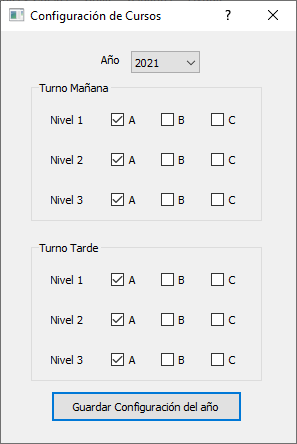 Configuración de Cursos ?
Año 2021
Turno Mañana
Nivel 1 A B C
Nivel 2 A B C
Nivel 3 A B C
Turno Tarde
Nivel 1 A B C
Nivel 2 A B C
Nivel 3 A B C
Guardar Configuración del año